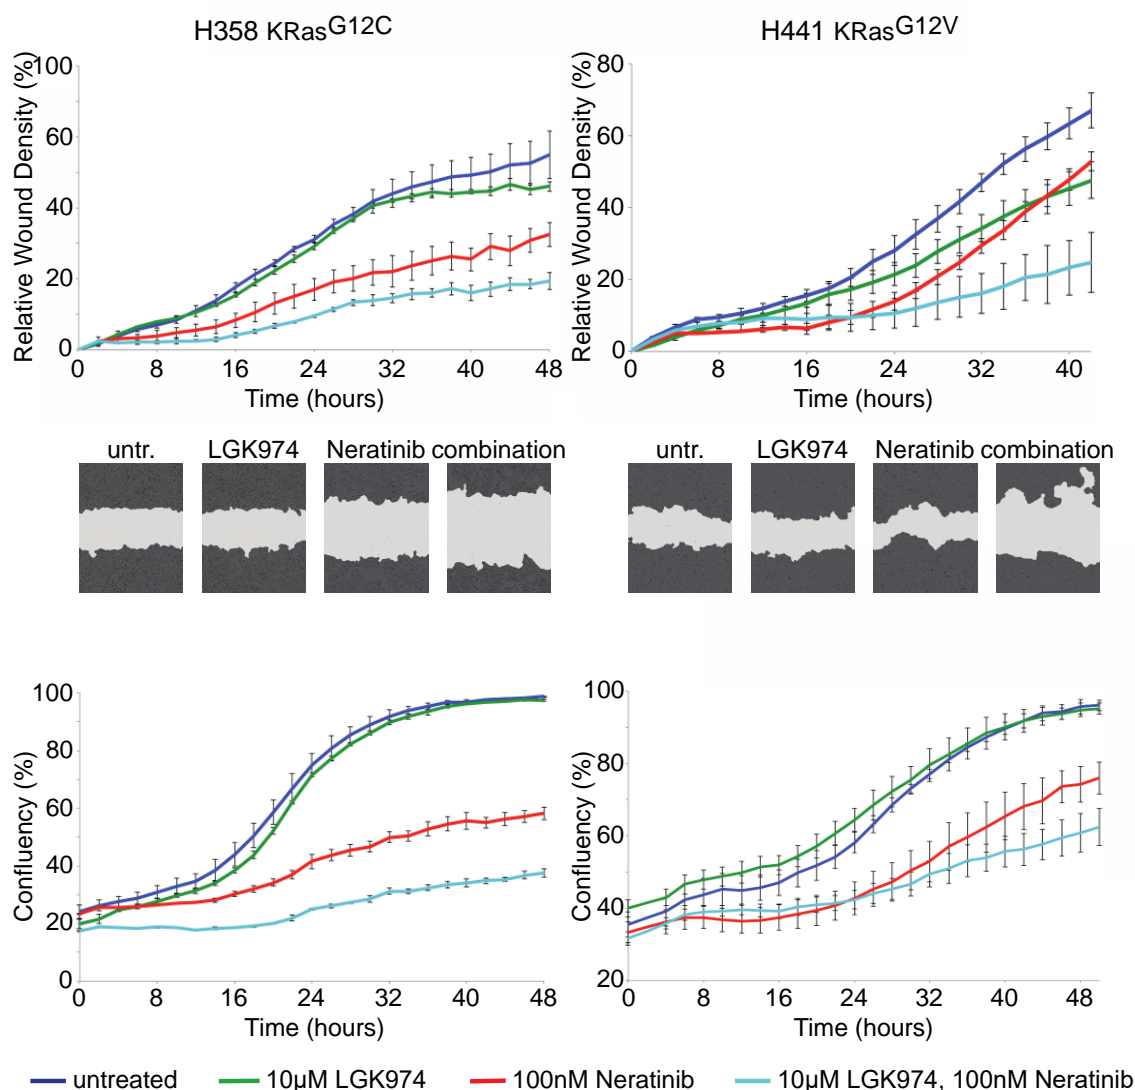 H358 KRasG12C
H441 KRasG12V
Relative Wound Density (%)
100
80
60
40
20
0
0 8 16 24 32 40 48
Time (hours)
Relative Wound Density (%)
80
60
40
20
0
0 8 16 24 32 40
Time (hours)
untr. LGK974 Neratinib combination
untr. LGK974 Neratinib combination
Confluency (%)
100
80
60
40
20
0
0 8 16 24 32 40 48
Time (hours)
Confluency (%)
100
80
60
40
20
0 8 16 24 32 40 48
Time (hours)
untreated 10µM LGK974 100nM Neratinib 10µM LGK974, 100nM Neratinib